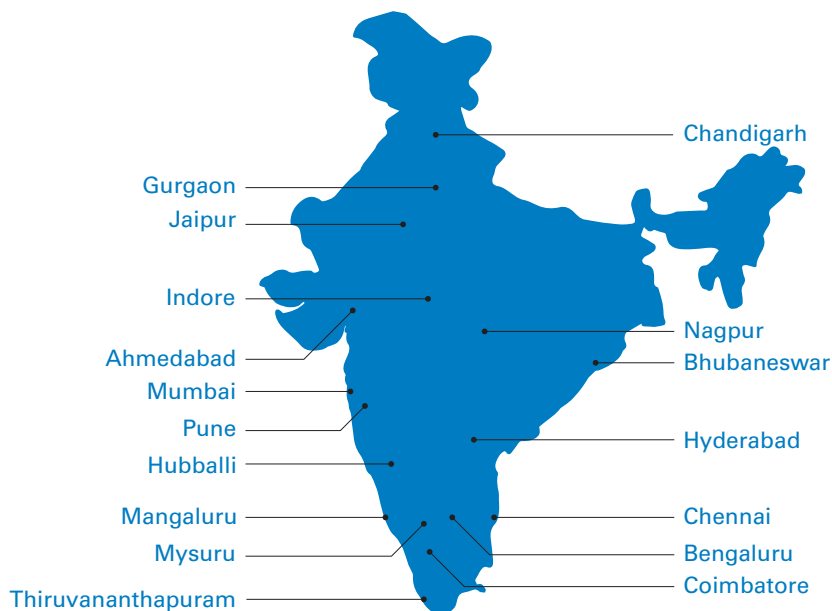 Chandigarh
Gurgaon
Jaipur
Indore
Nagpur
Ahmedabad
Bhubaneswar
Mumbai
Pune
Hyderabad
Hubballi
Mangaluru
Chennai
Mysuru
Bengaluru
Coimbatore
Thiruvananthapuram